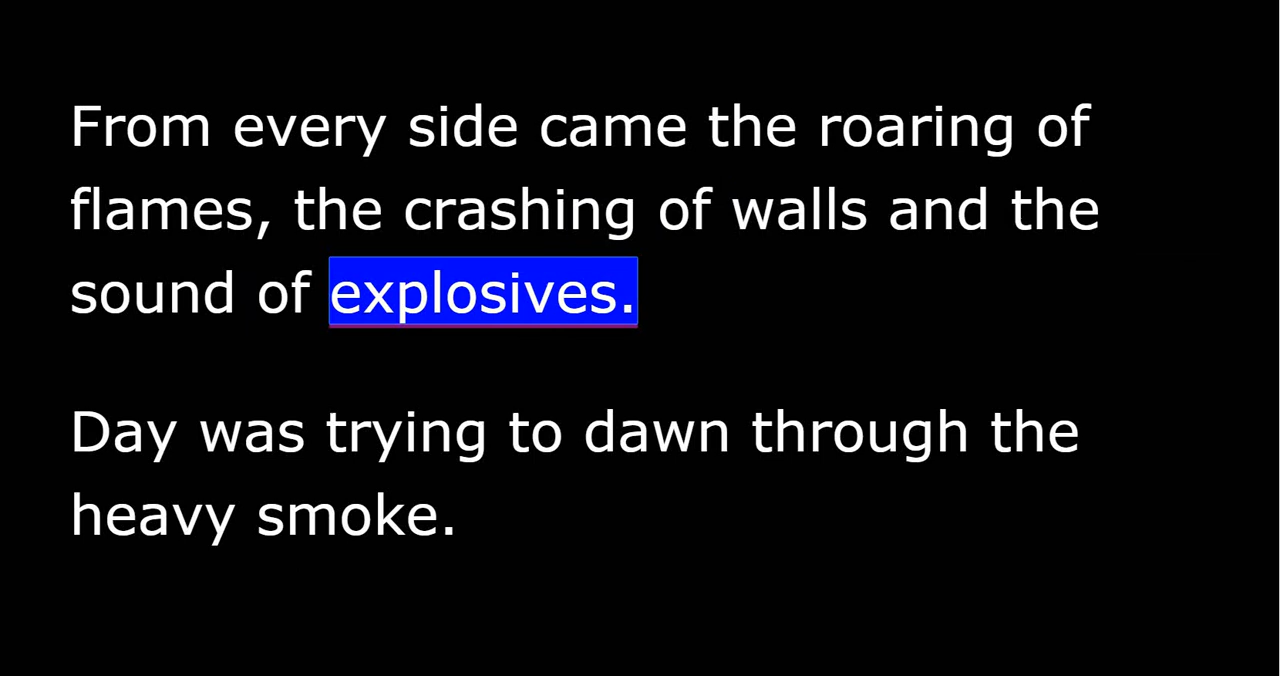 From every side came the roaring of
flames, the crashing of walls and the
sound of explosives.
Day was trying to dawn through the
heavy smoke.